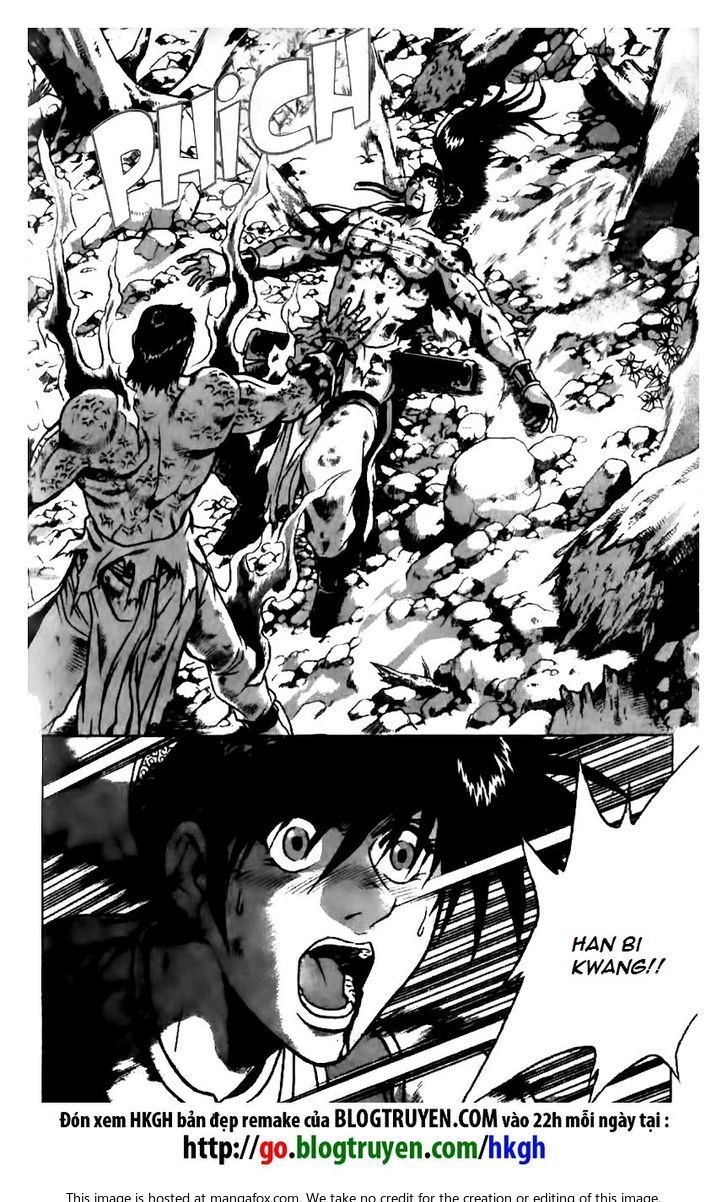 PHỊCH
HAN BI
KWANG!!
Đón xem HKGH bản đẹp remake của BLOGTRUYEN.COM vào 22h mỗi ngày tại :
http://go.blogtruyen.com/hkgh
This image is hosted at mangafox.com. We take no credit for the creation or editing of this image.